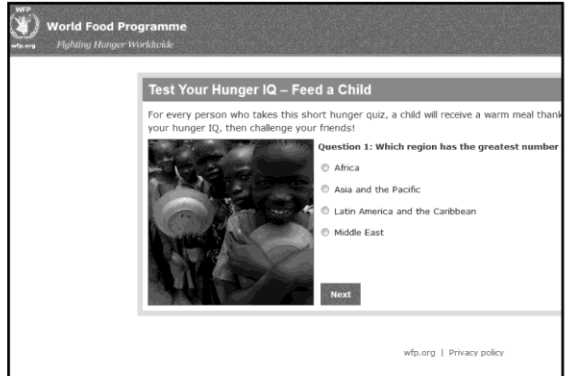 WFP
wfp.org
World Food Programme
Fighting Hunger Worldwide
Test Your Hunger IQ – Feed a Child
For every person who takes this short hunger quiz, a child will receive a warm meal thank
your hunger IQ, then challenge your friends!
Question 1: Which region has the greatest number
Africa
Asia and the Pacific
Latin America and the Caribbean
Middle East
Next
wfp.org | Privacy policy